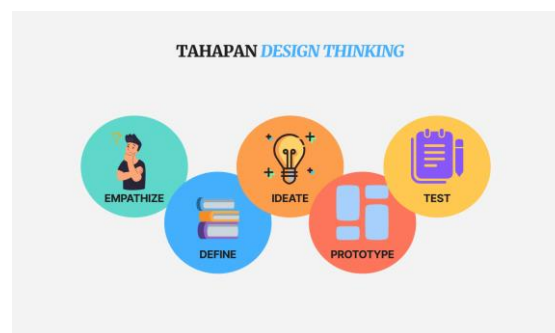 TAHAPAN DESIGN THINKING
EMPATHIZE
DEFINE
IDEATE
PROTOTYPE
TEST